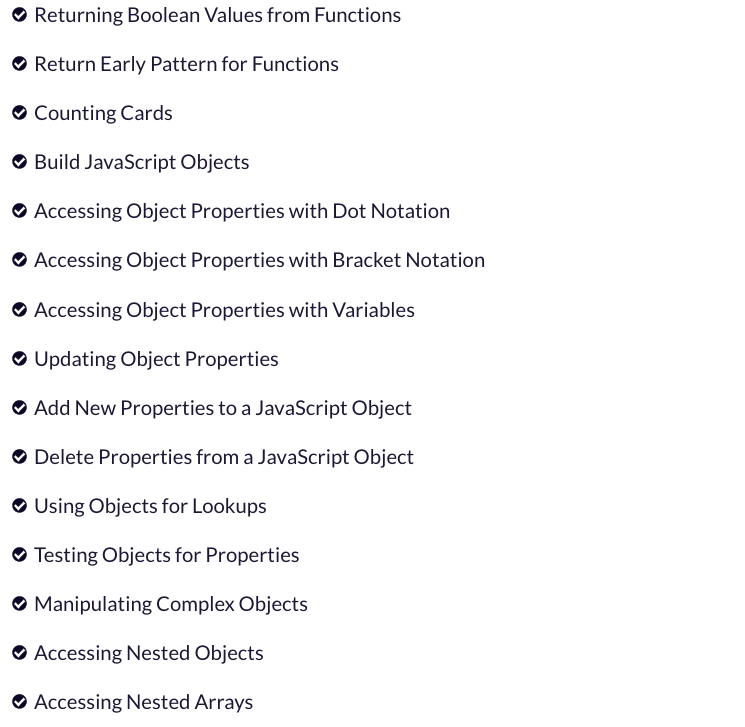 Returning Boolean Values from Functions
Return Early Pattern for Functions
Counting Cards
Build JavaScript Objects
Accessing Object Properties with Dot Notation
Accessing Object Properties with Bracket Notation
Accessing Object Properties with Variables
Updating Object Properties
Add New Properties to a JavaScript Object
Delete Properties from a JavaScript Object
Using Objects for Lookups
Testing Objects for Properties
Manipulating Complex Objects
Accessing Nested Objects
Accessing Nested Arrays